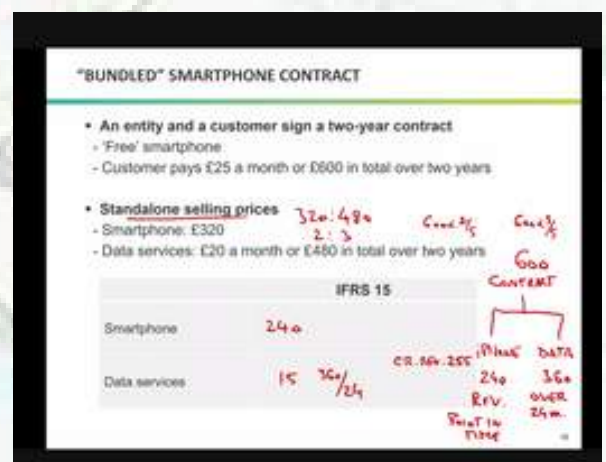 "BUNDLED" SMARTPHONE CONTRACT
▪ An entity and a customer sign a two-year contract
- 'Free' smartphone
- Customer pays £25 a month or £600 in total over two years
▪ Standalone selling prices
320:480
2:3
- Smartphone: £320
- Data services: £20 a month or £480 in total over two years
600
CONTRACT
IFRS 15
Smartphone
240
PHONE DATA
240 360
REV. OVER
POINT IN 24m.
TIME
Data services
15 360/24